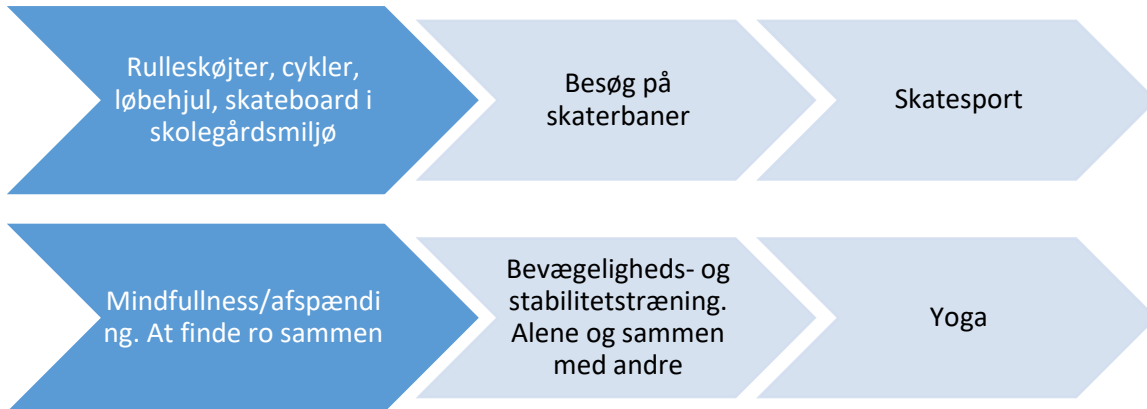 Rulleskøjter, cykler,
løbehjul, skateboard i
skolegårdsmiljø
Besøg på
skaterbaner
Skatesport
Mindfullness/afspændi
ng. At finde ro sammen
Bevægeligheds- og
stabilitetstræning.
Alene og sammen
med andre
Yoga